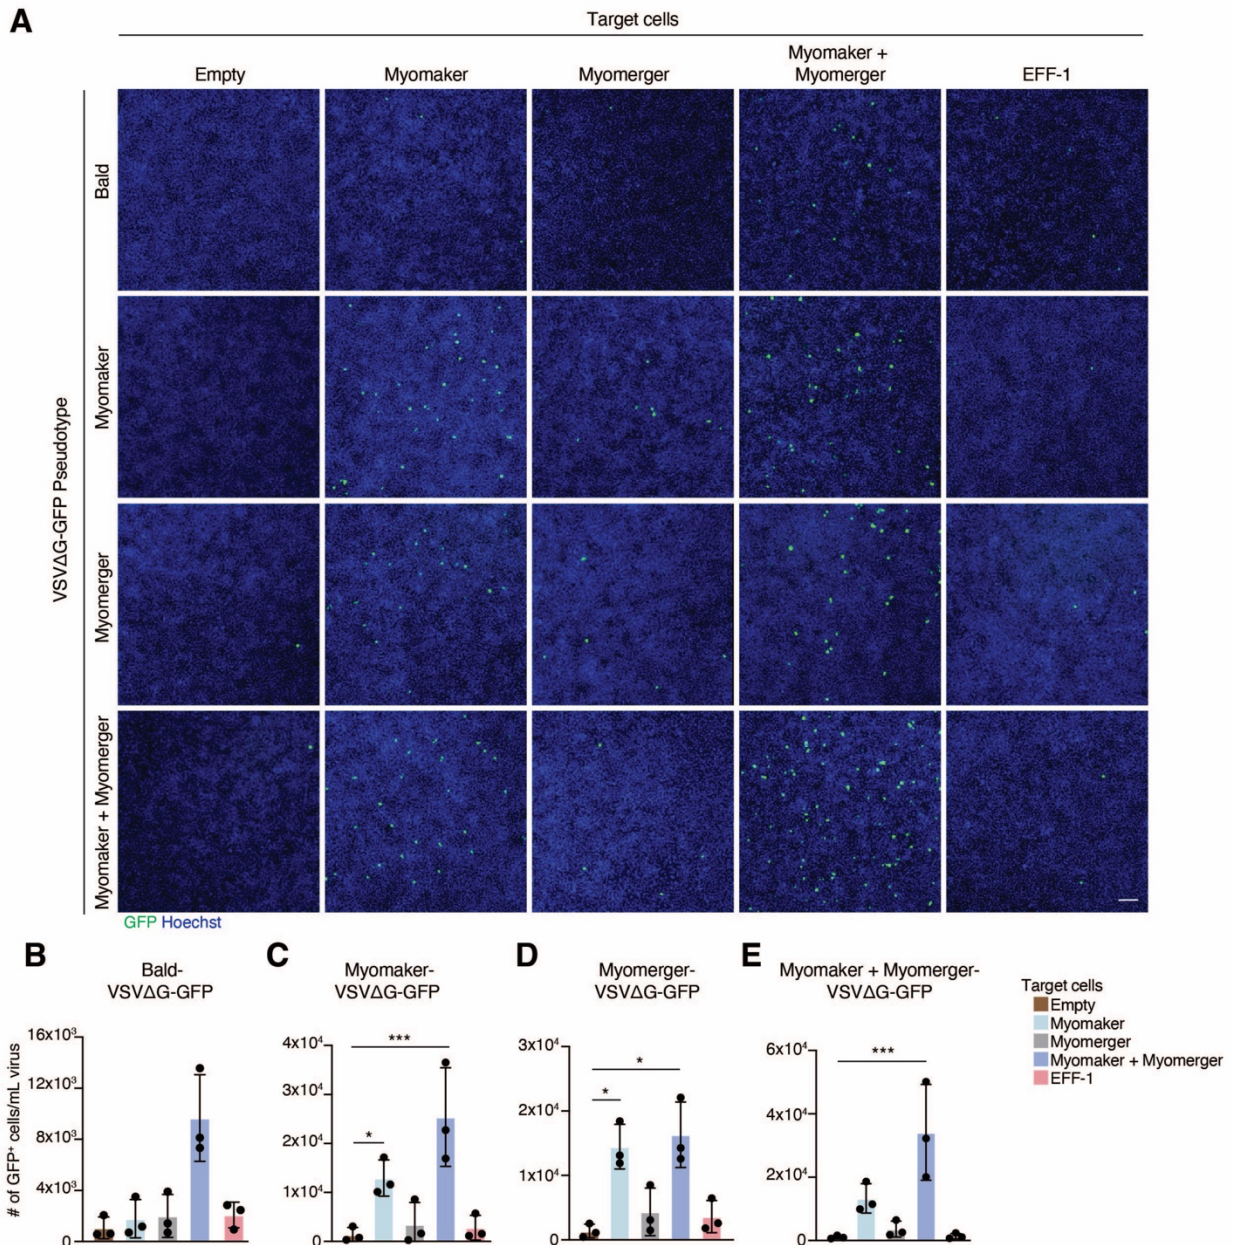 A
Target cells
Empty
Myomaker
Myomerger
Myomaker +
Myomerger
EFF-1
VSVΔG-GFP Pseudotype
Bald
Myomaker
Myomerger
Myomaker + Myomerger
GFP Hoechst
B
Bald-
VSVΔG-GFP
# of GFP⁺ cells/mL virus
16x10³
12x10³
8x10³
4x10³
0
C
Myomaker-
VSVΔG-GFP
4x10⁴
3x10⁴
2x10⁴
1x10⁴
0
*
***
D
Myomerger-
VSVΔG-GFP
3x10⁴
2x10⁴
1x10⁴
0
*
*
E
Myomaker + Myomerger-
VSVΔG-GFP
6x10⁴
4x10⁴
2x10⁴
0
***
Target cells
Empty
Myomaker
Myomerger
Myomaker + Myomerger
EFF-1